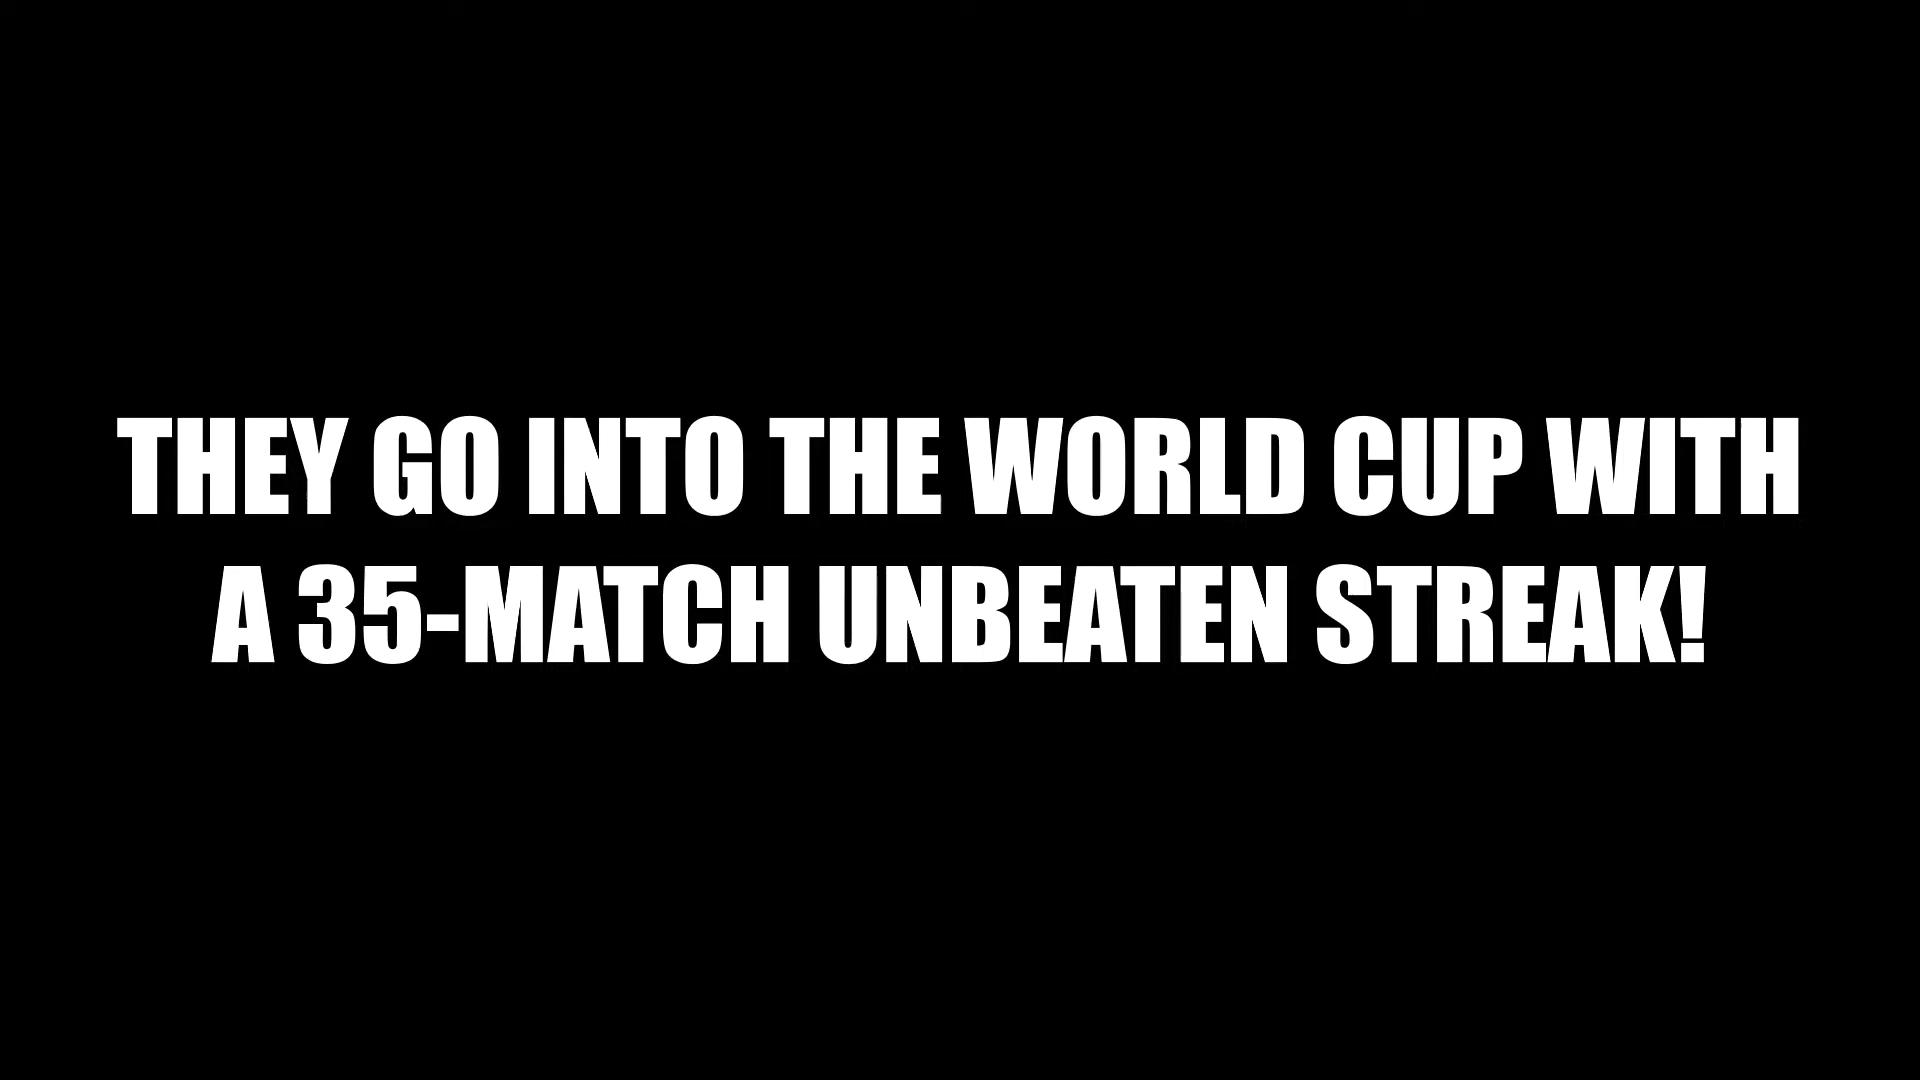 THEY GO INTO THE WORLD CUP WITH
A 35-MATCH UNBEATEN STREAK!